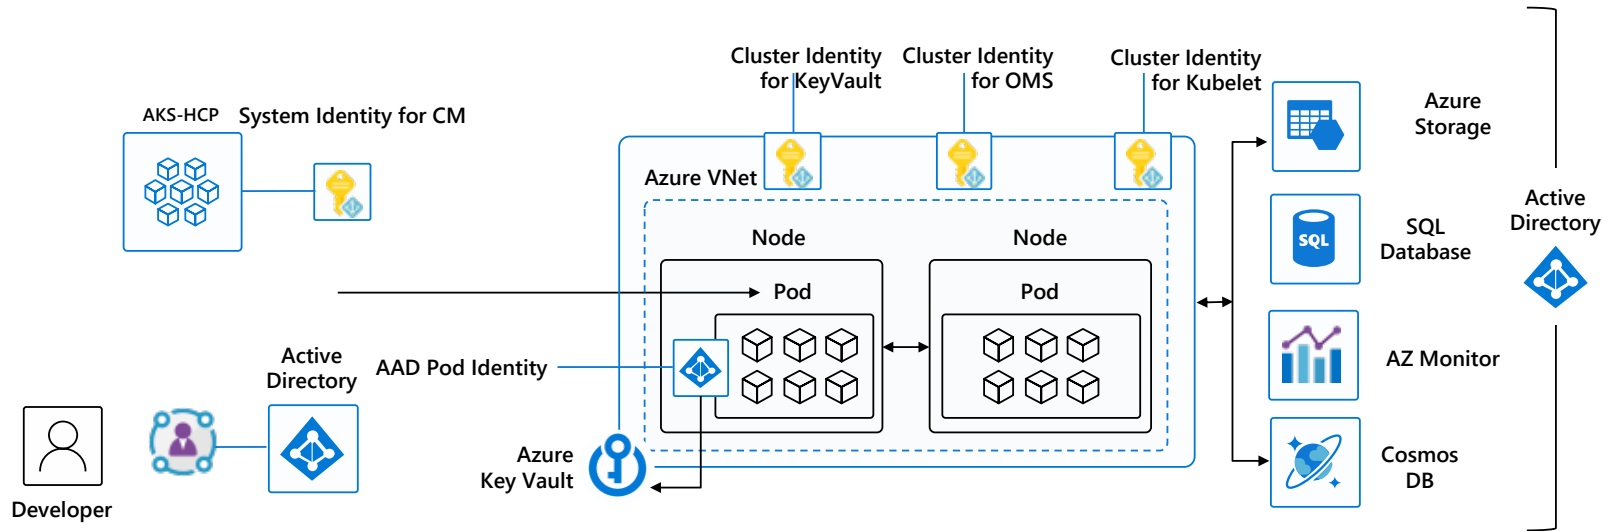 Cluster Identity
for KeyVault
Cluster Identity
for OMS
Cluster Identity
for Kubelet
AKS-HCP
System Identity for CM
Azure
Storage
Azure VNet
Active
Directory
Node
Node
SQL
SQL
Database
Pod
Pod
Active
Directory
AAD Pod Identity
AZ Monitor
Azure
Key Vault
Cosmos
DB
Developer